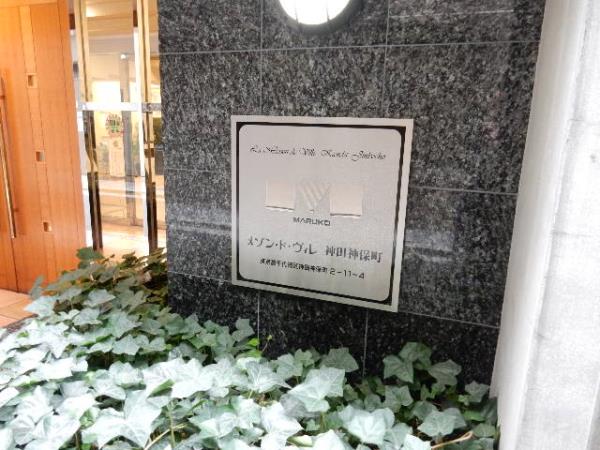 La Maison de Ville Kanda Jimbocho
MARUKO
メゾン・ド・ヴィレ 神田神保町
東京都千代田区神田神保町 2-11-4